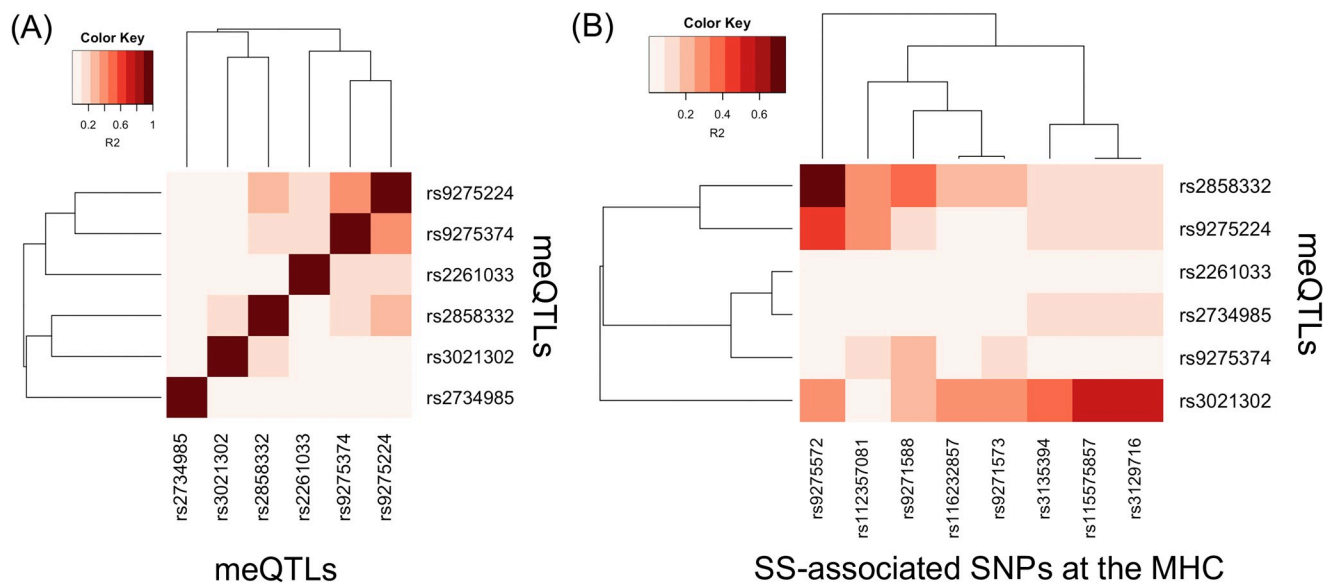 (A)
Color Key
0.2 0.6 1
R2
rs9275224
rs9275374
rs2261033
rs2858332
rs3021302
rs2734985
meQTLs
rs2734985
rs3021302
rs2858332
rs2261033
rs9275374
rs9275224
meQTLs
(B)
Color Key
0.2 0.4 0.6
R2
rs2858332
rs9275224
rs2261033
rs2734985
rs9275374
rs3021302
meQTLs
rs9275572
rs112357081
rs9271588
rs116232857
rs9271573
rs3135394
rs115575857
rs3129716
SS-associated SNPs at the MHC